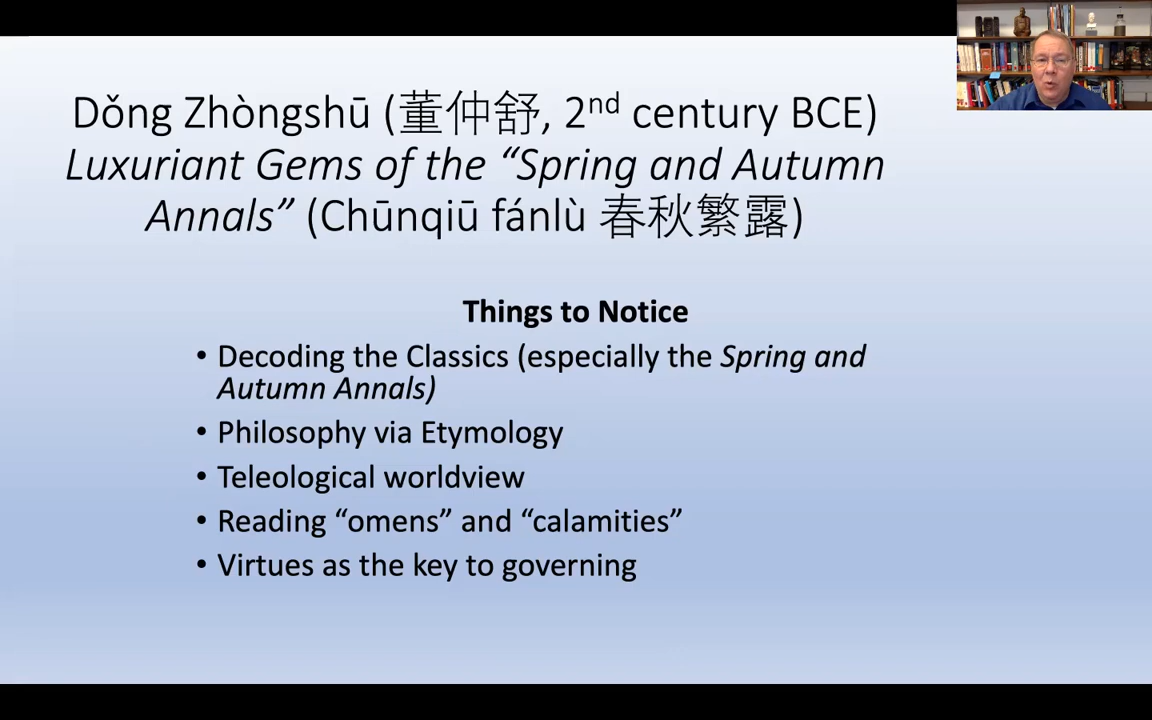 Dǒng Zhòngshū (董仲舒, 2nd century BCE)
Luxuriant Gems of the “Spring and Autumn
Annals” (Chūnqiū fánlù 春秋繁露)
Things to Notice
• Decoding the Classics (especially the Spring and
Autumn Annals)
• Philosophy via Etymology
• Teleological worldview
• Reading “omens” and “calamities”
• Virtues as the key to governing